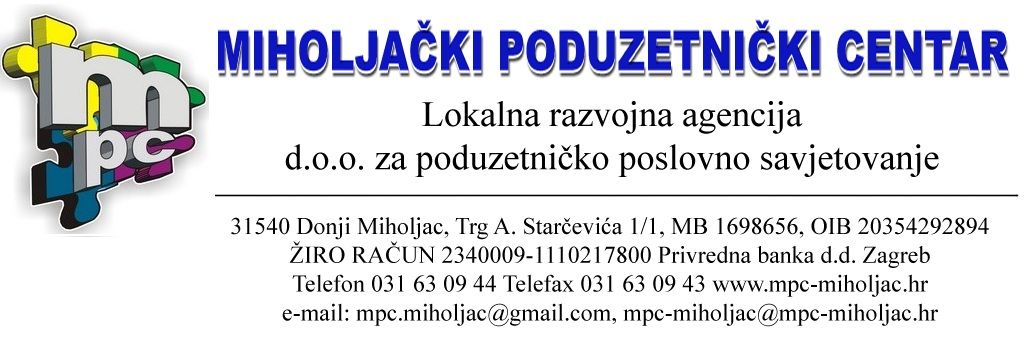 m
pc
MIHOLJAČKI PODUZETNIČKI CENTAR
Lokalna razvojna agencija
d.o.o. za poduzetničko poslovno savjetovanje
31540 Donji Miholjac, Trg A. Starčevića 1/1, MB 1698656, OIB 20354292894
ŽIRO RAČUN 2340009-1110217800 Privredna banka d.d. Zagreb
Telefon 031 63 09 44 Telefax 031 63 09 43 www.mpc-miholjac.hr
e-mail: mpc.miholjac@gmail.com, mpc-miholjac@mpc-miholjac.hr